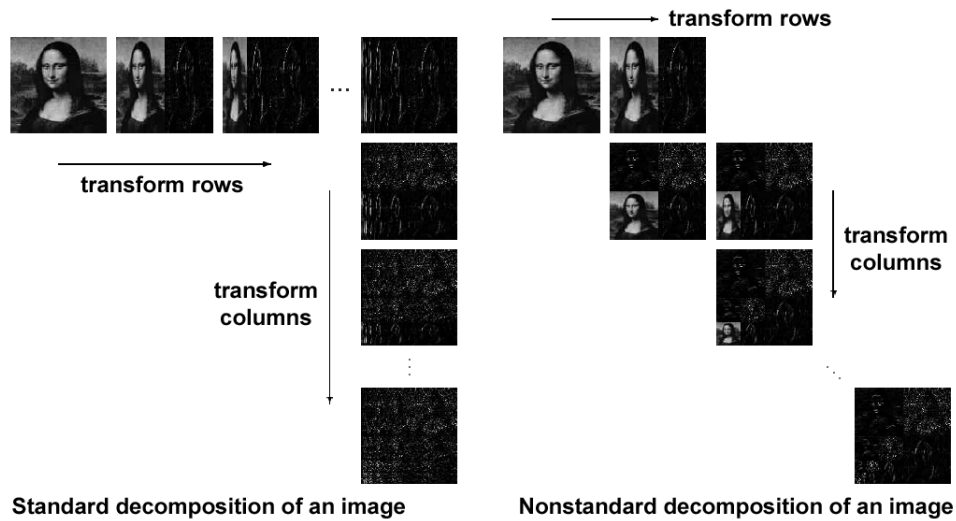 transform rows
...
transform rows
transform
columns
transform
columns
Standard decomposition of an image
Nonstandard decomposition of an image